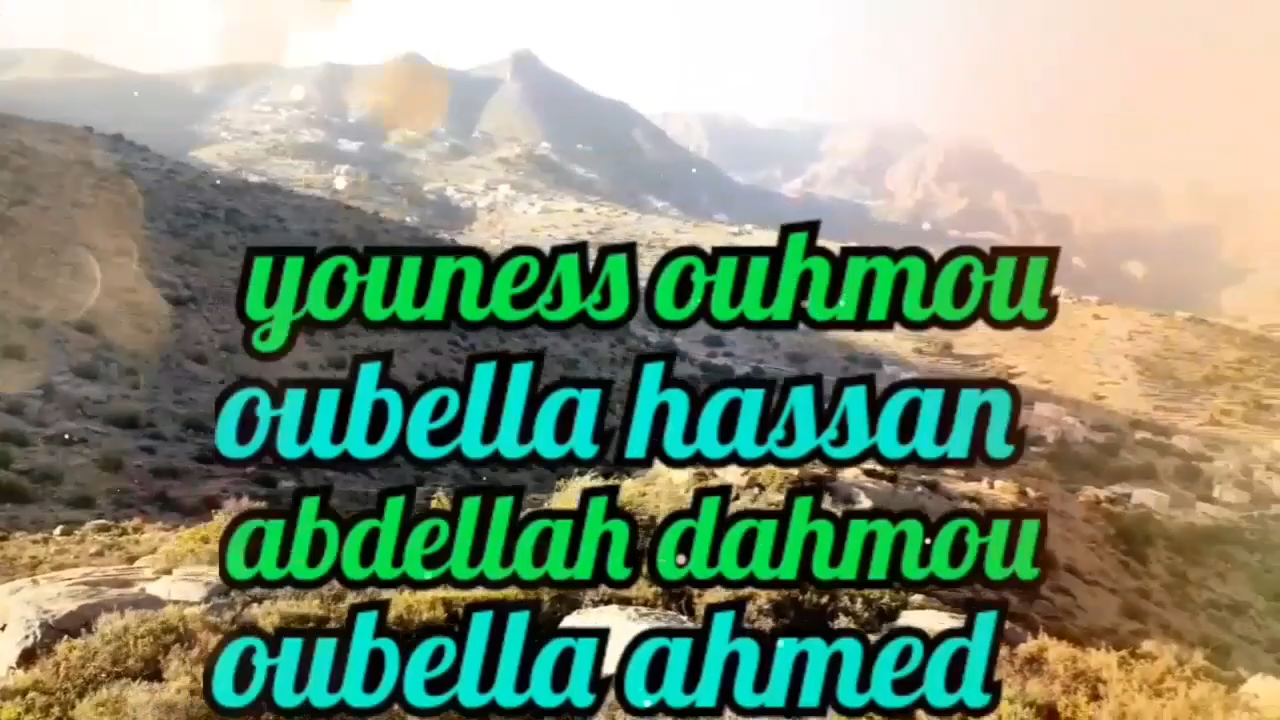 youness ouhmou
oubella hassan
abdellah dahmou
oubella ahmed